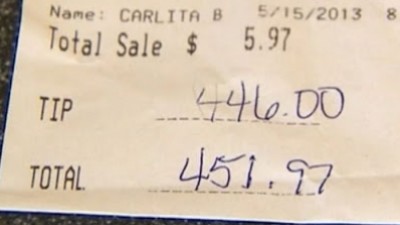 Name: CARLITA B 5/15/2013 8
Total Sale $ 5.97
TIP 446.00
TOTAL 451.97